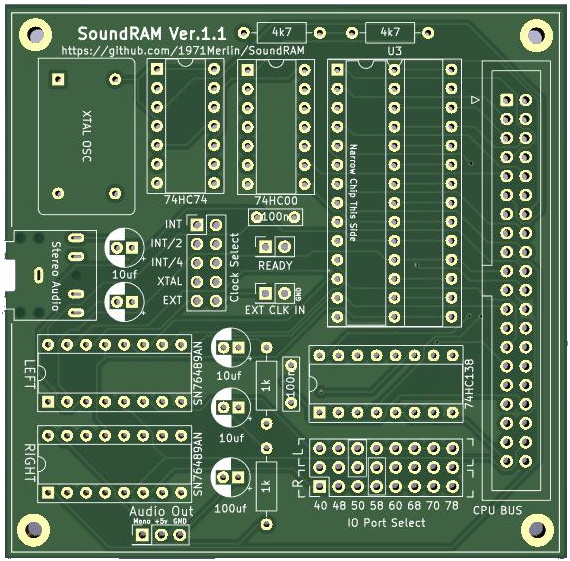 SoundRAM Ver.1.1
https://github.com/1971Merlin/SoundRAM
4k7
4k7
U3
XTAL OSC
74HC74
74HC00
Narrow Chip This Side
100n
INT
INT/2
INT/4
XTAL
EXT
Clock Select
READY
EXT CLK IN
GND
Stereo Audio
10uf
LEFT
SN76489AN
10uf
1k
100n
74HC138
10uf
RIGHT
SN76489AN
100uf
1k
L
L
R
40 48 50 58 60 68 70 78
IO Port Select
CPU BUS
Audio Out
Mono +5v GND